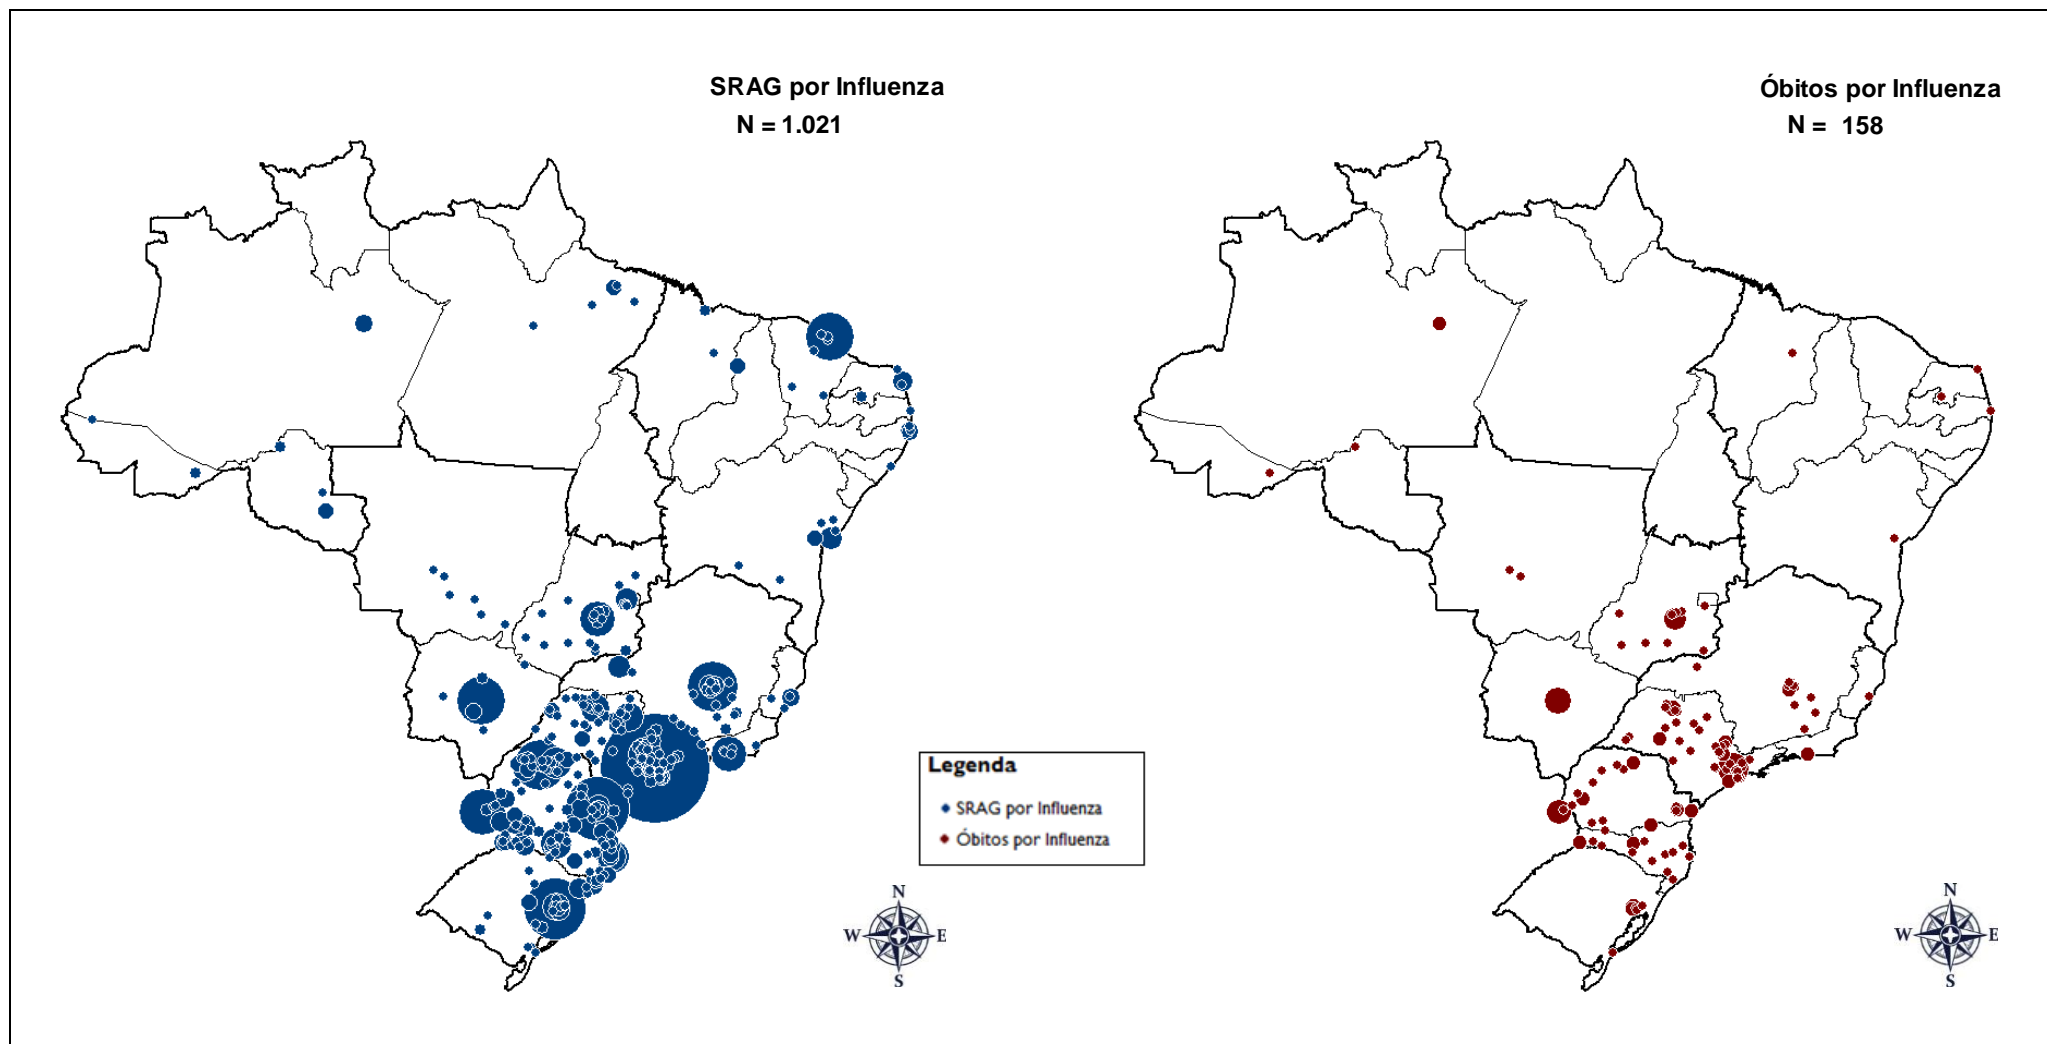 SRAG por Influenza
N = 1.021
Óbitos por Influenza
N = 158
Legenda
SRAG por Influenza
Óbitos por Influenza
N
W E
S
N
W E
S